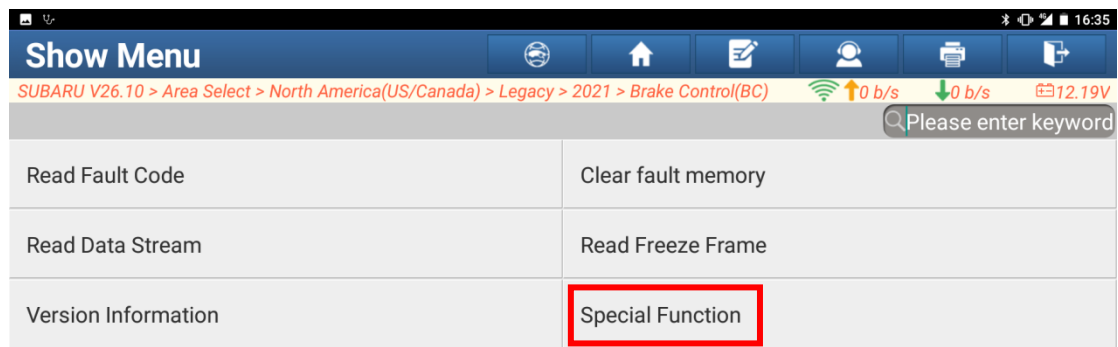 16:35
Show Menu
SUBARU V26.10 > Area Select > North America(US/Canada) > Legacy > 2021 > Brake Control(BC) 0 b/s 0 b/s 12.19V
Please enter keyword
Read Fault Code Clear fault memory
Read Data Stream Read Freeze Frame
Version Information Special Function